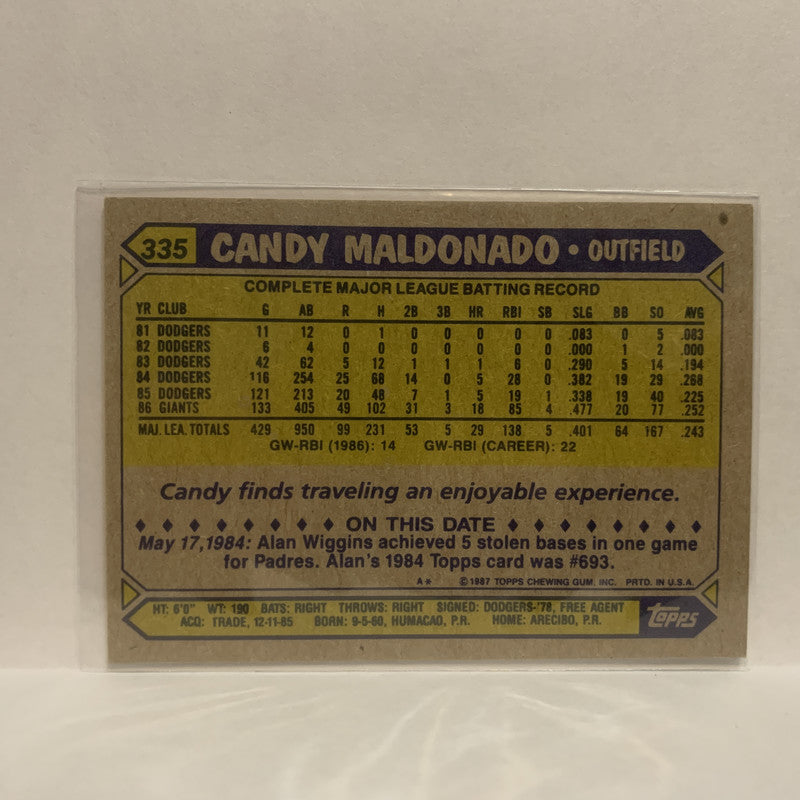 335 CANDY MALDONADO • OUTFIELD
COMPLETE MAJOR LEAGUE BATTING RECORD
YR CLUB G AB R H 2B 3B HR RBI SB SLG BB SO AVG
81 DODGERS 11 12 0 1 0 0 0 0 0 .083 0 5 .083
82 DODGERS 6 4 0 0 0 0 0 0 0 .000 1 2 .000
83 DODGERS 42 62 5 12 1 1 1 6 0 .290 5 14 .194
84 DODGERS 116 254 25 68 14 0 5 28 0 .382 19 29 .268
85 DODGERS 121 213 20 48 7 1 5 19 1 .338 19 40 .225
86 GIANTS 133 405 49 102 31 3 18 85 4 .477 20 77 .252
MAJ. LEA. TOTALS 429 950 99 231 53 5 29 138 5 .401 64 167 .243
GW-RBI (1986): 14 GW-RBI (CAREER): 22
Candy finds traveling an enjoyable experience.
♦ ♦ ♦ ♦ ♦ ♦ ♦ ♦ ON THIS DATE ♦ ♦ ♦ ♦ ♦ ♦ ♦ ♦
May 17, 1984: Alan Wiggins achieved 5 stolen bases in one game
for Padres. Alan's 1984 Topps card was #693.
A* ©1987 TOPPS CHEWING GUM, INC. PRTD. IN U.S.A.
HT: 6'0" WT: 190 BATS: RIGHT THROWS: RIGHT SIGNED: DODGERS-'78, FREE AGENT
ACQ: TRADE, 12-11-85 BORN: 9-5-60, HUMACAO, P.R. HOME: ARECIBO, P.R.
Topps